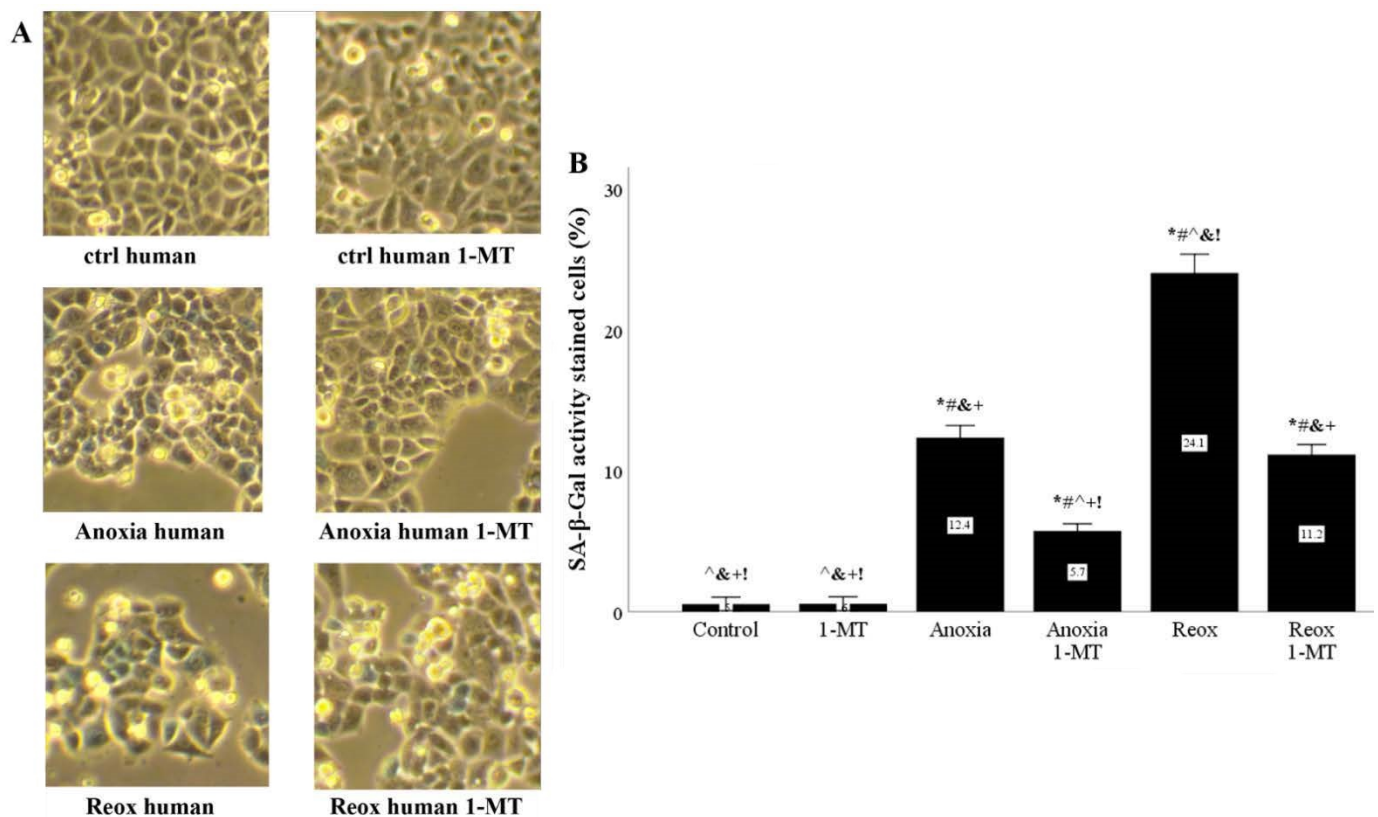 A
ctrl human
ctrl human 1-MT
Anoxia human
Anoxia human 1-MT
Reox human
Reox human 1-MT
B
SA-β-Gal activity stained cells (%)
30
20
10
0
^&+!
^&+!
*#&+
*#^+!
*#^&!
*#&+
12.4
5.7
24.1
11.2
Control
1-MT
Anoxia
Anoxia
1-MT
Reox
Reox
1-MT